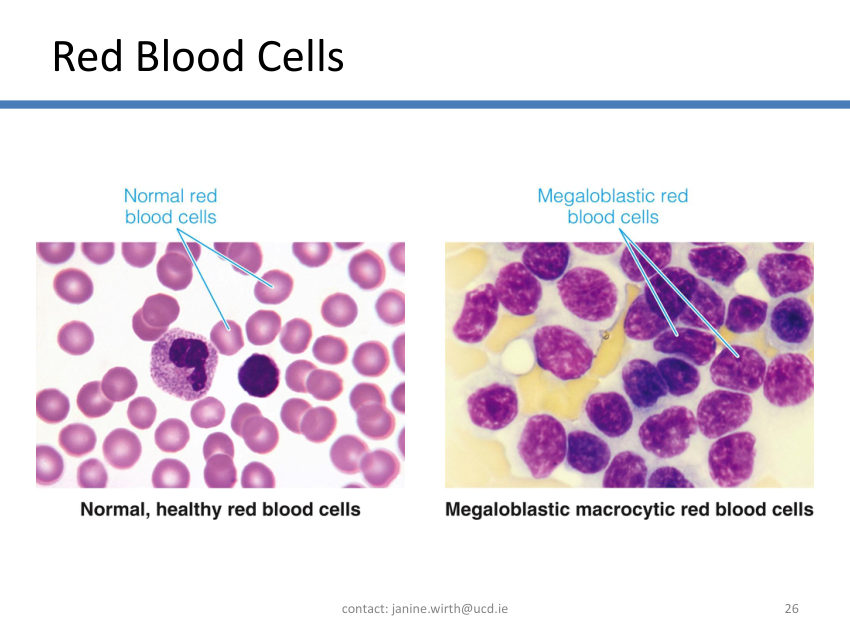 Red Blood Cells
Normal red
blood cells
Megaloblastic red
blood cells
Normal, healthy red blood cells
Megaloblastic macrocytic red blood cells
contact: janine.wirth@ucd.ie
26